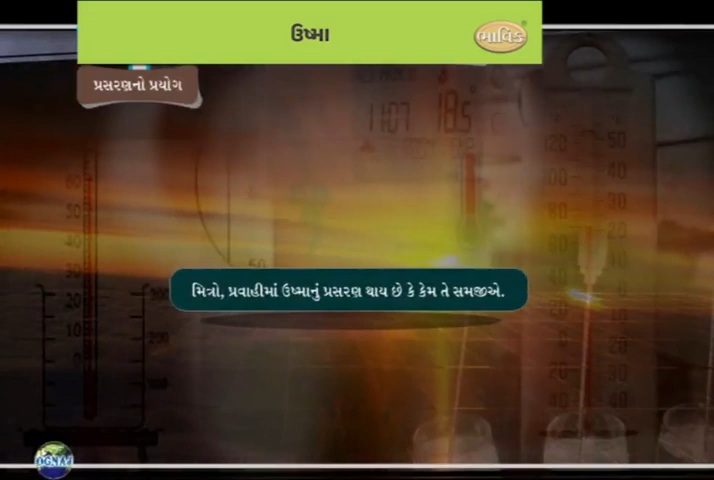 ઉષ્મા
ભાવિક
પ્રસરણનો પ્રયોગ
મિત્રો, પ્રવાહીમાં ઉષ્માનું પ્રસરણ થાય છે કે કેમ તે સમજીએ.